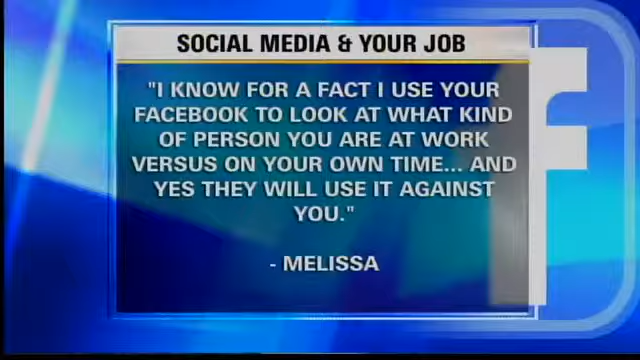 SOCIAL MEDIA & YOUR JOB
"I KNOW FOR A FACT I USE YOUR
FACEBOOK TO LOOK AT WHAT KIND
OF PERSON YOU ARE AT WORK
VERSUS ON YOUR OWN TIME... AND
YES THEY WILL USE IT AGAINST
YOU."
- MELISSA